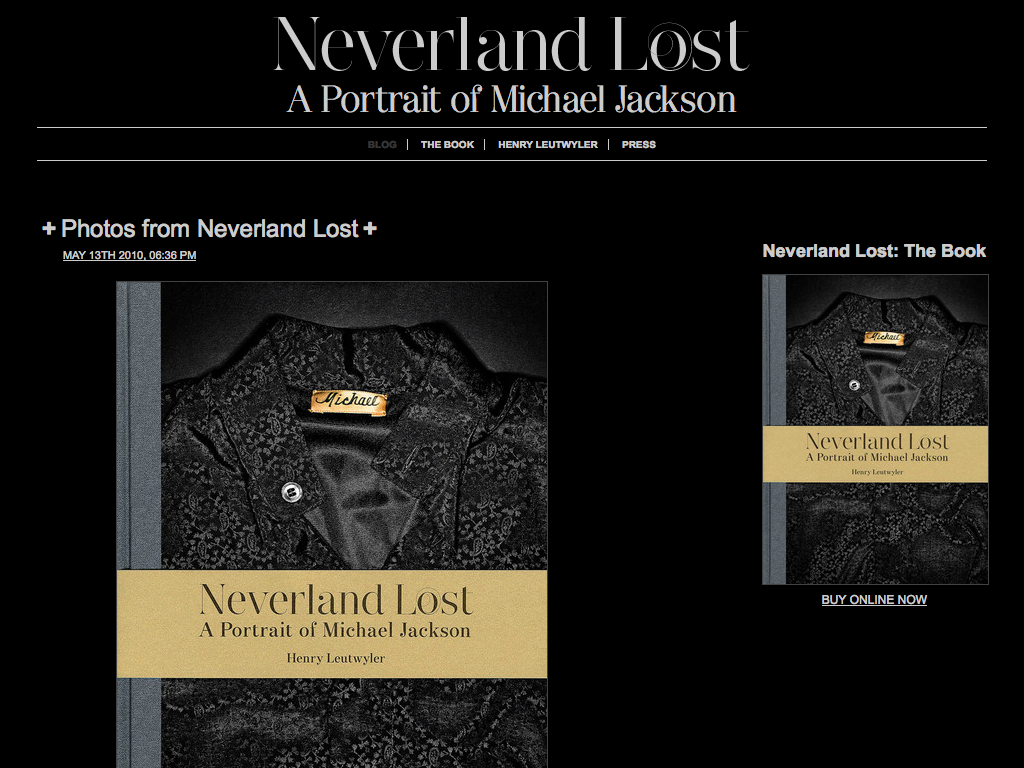 Neverland Lost
A Portrait of Michael Jackson
BLOG | THE BOOK | HENRY LEUTWYLER | PRESS
+ Photos from Neverland Lost +
MAY 13TH 2010, 06:36 PM
Michael
Neverland Lost
A Portrait of Michael Jackson
Henry Leutwyler
Neverland Lost: The Book
Michael
Neverland Lost
A Portrait of Michael Jackson
Henry Leutwyler
BUY ONLINE NOW